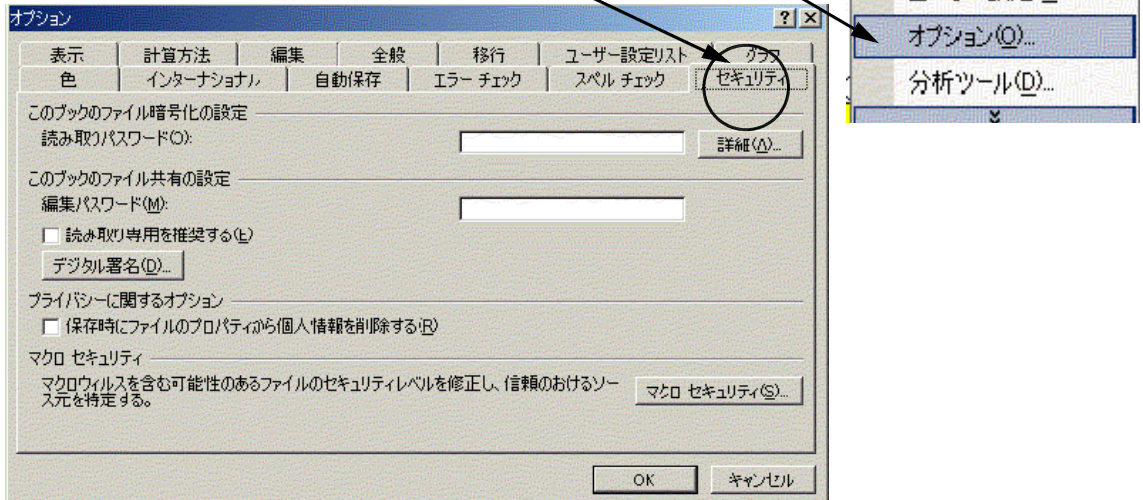 オプション
表示 計算方法 編集 全般 移行 ユーザー設定リスト グラフ
色 インターナショナル 自動保存 エラー チェック スペル チェック セキュリティ
このブックのファイル暗号化の設定
読み取りパスワード(O):
詳細(A)...
このブックのファイル共有の設定
編集パスワード(M):
読み取り専用を推奨する(E)
デジタル署名(D)...
プライバシーに関するオプション
保存時にファイルのプロパティから個人情報を削除する(R)
マクロ セキュリティ
マクロウィルスを含む可能性のあるファイルのセキュリティレベルを修正し、信頼のおけるソー
ス元を特定する。
マクロ セキュリティ(S)...
OK キャンセル
オプション(O)...
分析ツール(D)...